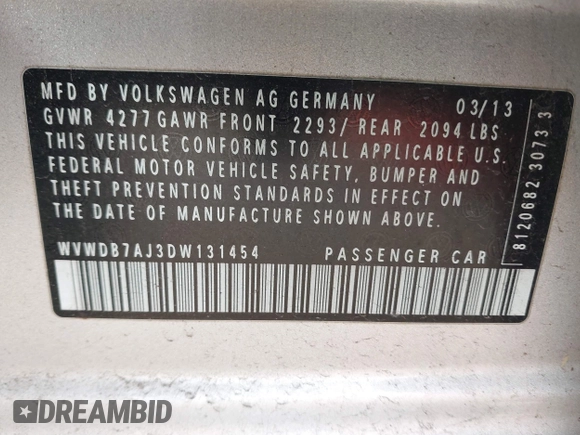 MFD BY VOLKSWAGEN AG GERMANY 03/13
GVWR 4277 GAWR FRONT 2293/ REAR 2094 LBS
THIS VEHICLE CONFORMS TO ALL APPLICABLE U.S.
FEDERAL MOTOR VEHICLE SAFETY, BUMPER AND
THEFT PREVENTION STANDARDS IN EFFECT ON
THE DATE OF MANUFACTURE SHOWN ABOVE.
WVWDB7AJ3DW131454 PASSENGER CAR
8120682 3073 3
DREAMBID